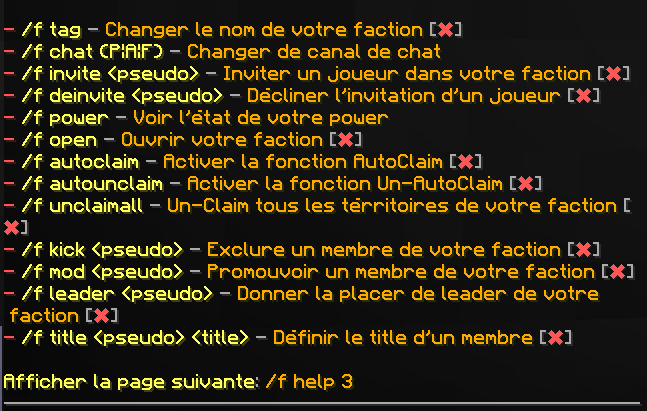 - /f tag - Changer le nom de votre faction [✖]
- /f chat (P|A|F) - Changer de canal de chat
- /f invite <pseudo> - Inviter un joueur dans votre faction [✖]
- /f deinvite <pseudo> - Décliner l'invitation d'un joueur [✖]
- /f power - Voir l'état de votre power
- /f open - Ouvrir votre faction [✖]
- /f autoclaim - Activer la fonction AutoClaim [✖]
- /f autounclaim - Activer la fonction Un-AutoClaim [✖]
- /f unclaimall - Un-Claim tous les térritoires de votre faction [
✖]
- /f kick <pseudo> - Exclure un membre de votre faction [✖]
- /f mod <pseudo> - Promouvoir un membre de votre faction [✖]
- /f leader <pseudo> - Donner la placer de leader de votre
faction [✖]
- /f title <pseudo> <title> - Définir le title d'un membre [✖]
Afficher la page suivante: /f help 3